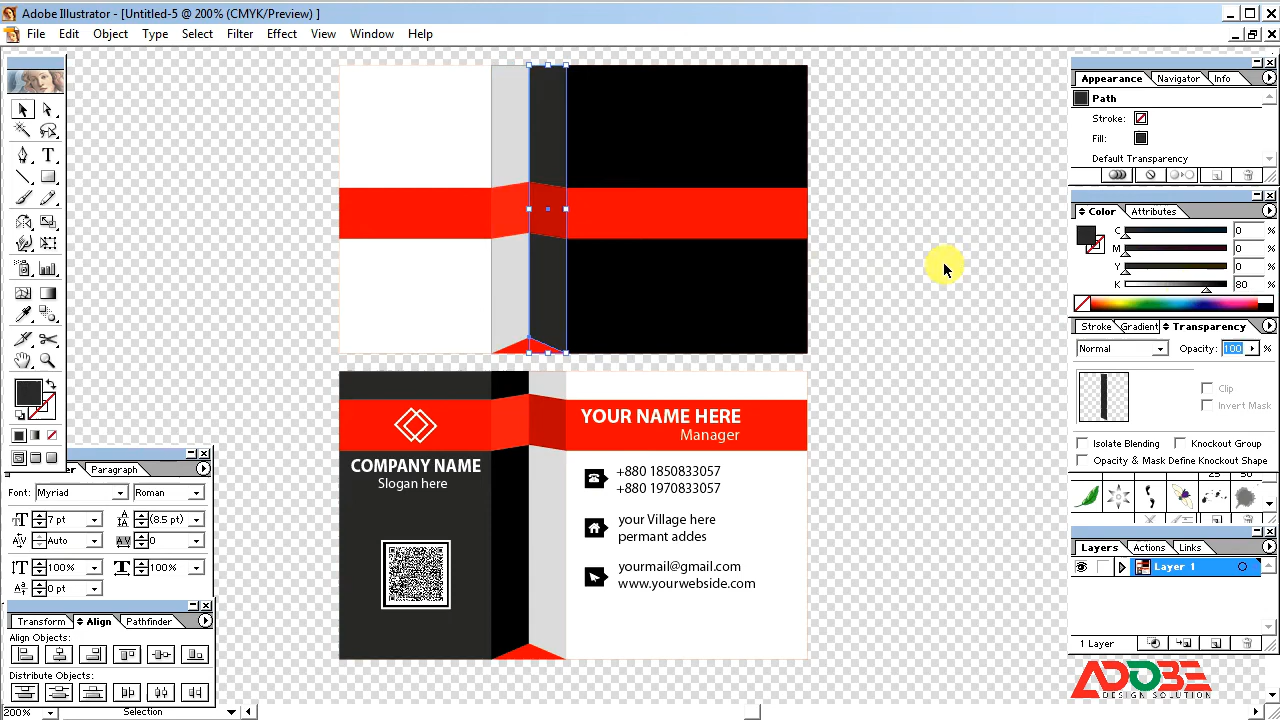 Adobe Illustrator - [Untitled-5 @ 200% (CMYK/Preview) ]
File Edit Object Type Select Filter Effect View Window Help
Appearance Navigator Info
Path
Stroke:
Fill:
Default Transparency
Color Attributes
C 0 %
M 0 %
Y 0 %
K 80 %
Stroke Gradient Transparency
Normal Opacity: 100 %
Clip
Invert Mask
Isolate Blending Knockout Group
Opacity & Mask Define Knockout Shape
Layers Actions Links
Layer 1
1 Layer
ADOBE
DESIGN SOLUTION
Paragraph
Font: Myriad Roman
7 pt (8.5 pt)
Auto 0
100% 100%
0 pt
Transform Align Pathfinder
Align Objects:
Distribute Objects:
200% Selection
YOUR NAME HERE
Manager
COMPANY NAME
Slogan here
+880 1850833057
+880 1970833057
your Village here
permant addes
yourmail@gmail.com
www.yourwebside.com